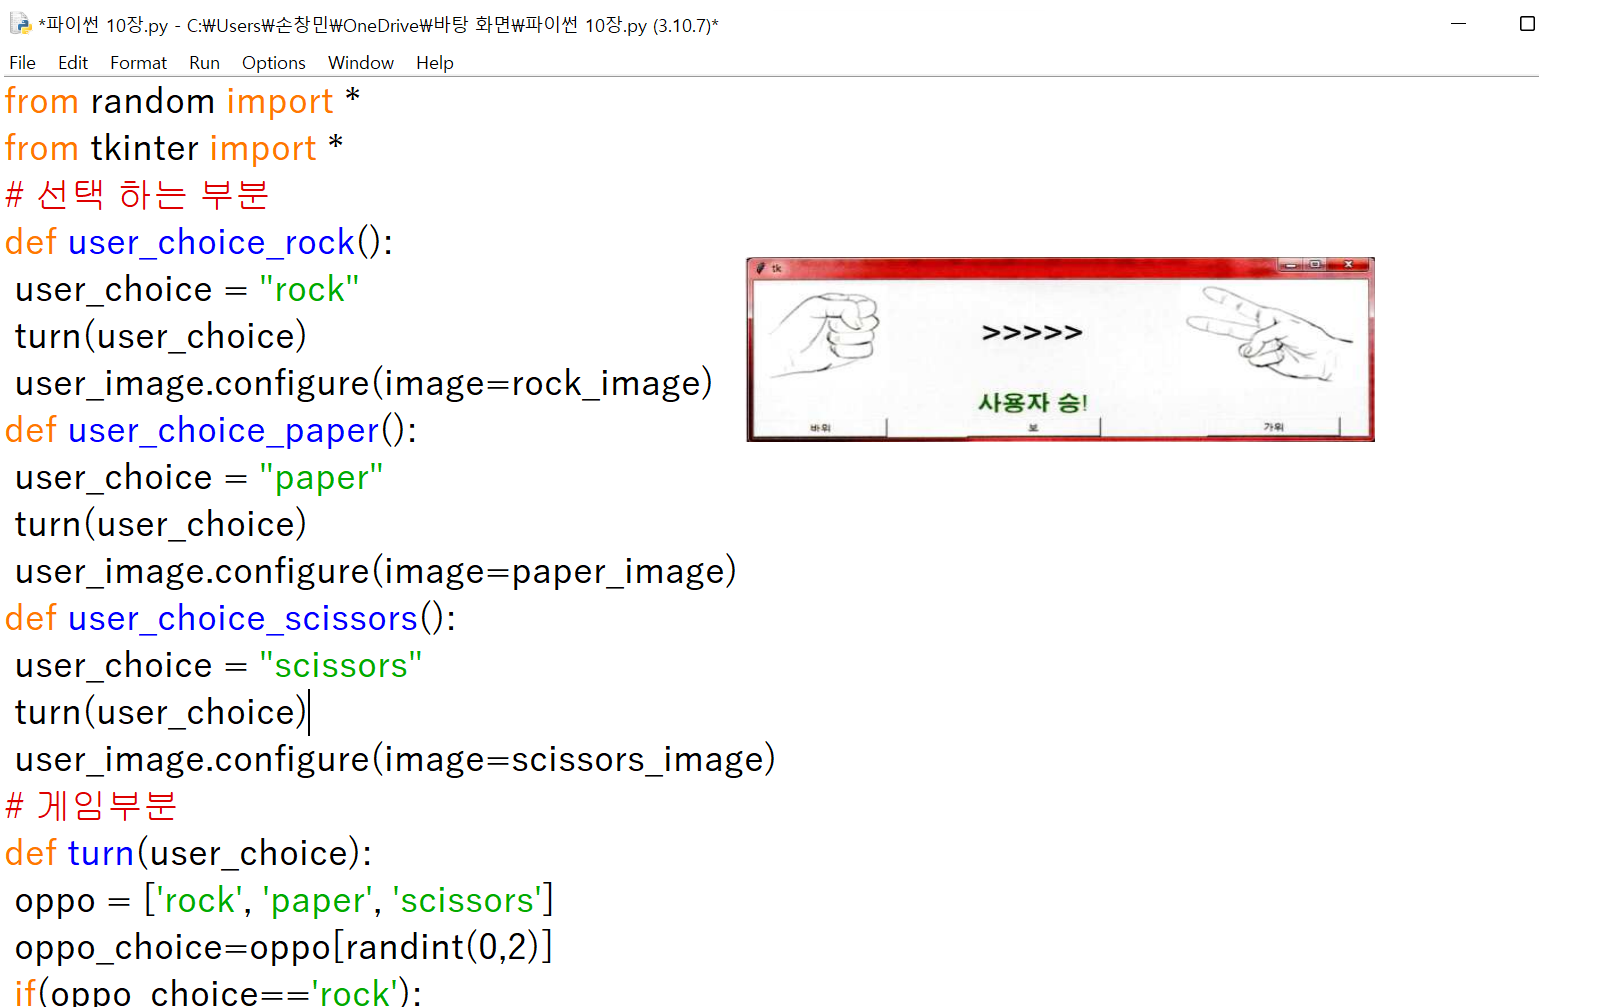 *파이썬 10장.py - C:₩Users₩손창민₩OneDrive₩바탕 화면₩파이썬 10장.py (3.10.7)*
File Edit Format Run Options Window Help
from random import *
from tkinter import *
# 선택 하는 부분
def user_choice_rock():
user_choice = "rock"
turn(user_choice)
user_image.configure(image=rock_image)
def user_choice_paper():
user_choice = "paper"
turn(user_choice)
user_image.configure(image=paper_image)
def user_choice_scissors():
user_choice = "scissors"
turn(user_choice)
user_image.configure(image=scissors_image)
# 게임부분
def turn(user_choice):
oppo = ['rock', 'paper', 'scissors']
oppo_choice=oppo[randint(0,2)]
if(oppo_choice=='rock'):
tk
>>>>>
사용자 승!
바위 보 가위